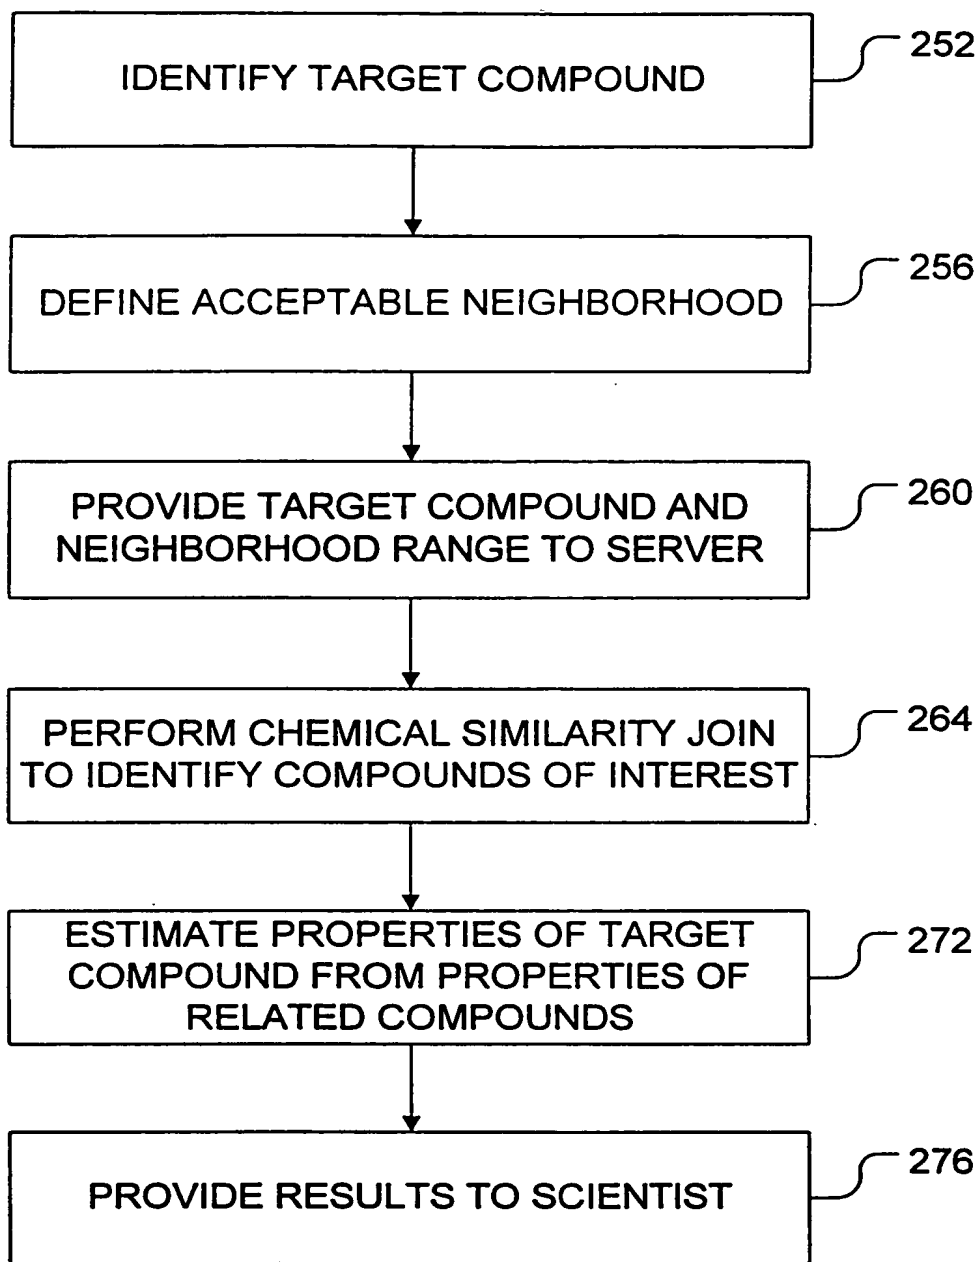 IDENTIFY TARGET COMPOUND
252
DEFINE ACCEPTABLE NEIGHBORHOOD
256
PROVIDE TARGET COMPOUND AND
NEIGHBORHOOD RANGE TO SERVER
260
PERFORM CHEMICAL SIMILARITY JOIN
TO IDENTIFY COMPOUNDS OF INTEREST
264
ESTIMATE PROPERTIES OF TARGET
COMPOUND FROM PROPERTIES OF
RELATED COMPOUNDS
272
PROVIDE RESULTS TO SCIENTIST
276